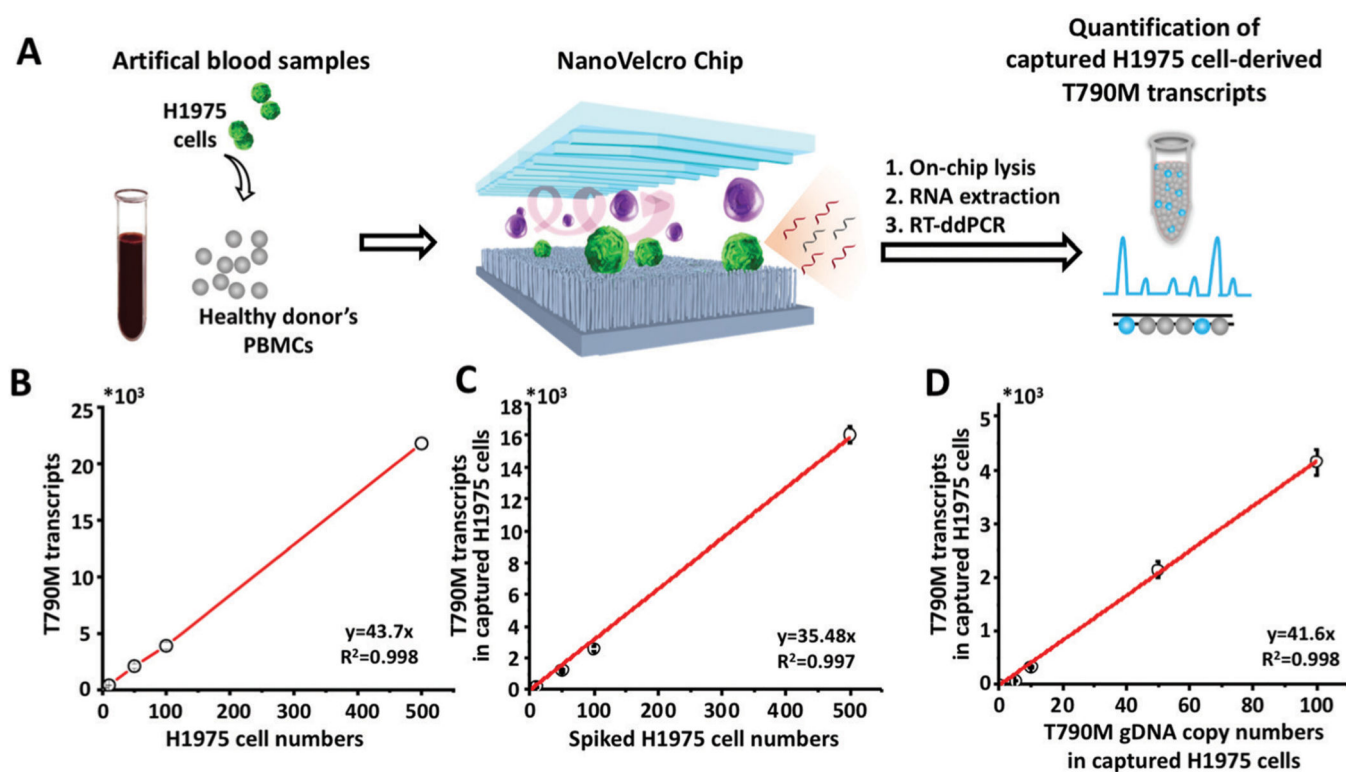 A
Artifical blood samples
H1975
cells
Healthy donor's
PBMCs
NanoVelcro Chip
1. On-chip lysis
2. RNA extraction
3. RT-ddPCR
Quantification of
captured H1975 cell-derived
T790M transcripts
B
*10³
T790M transcripts
25
20
15
10
5
0
0 100 200 300 400 500
H1975 cell numbers
y=43.7x
R²=0.998
C
*10³
T790M transcripts
in captured H1975 cells
18
16
14
12
10
8
6
4
2
0
0 100 200 300 400 500
Spiked H1975 cell numbers
y=35.48x
R²=0.997
D
*10³
T790M transcripts
in captured H1975 cells
5
4
3
2
1
0
0 20 40 60 80 100
T790M gDNA copy numbers
in captured H1975 cells
y=41.6x
R²=0.998